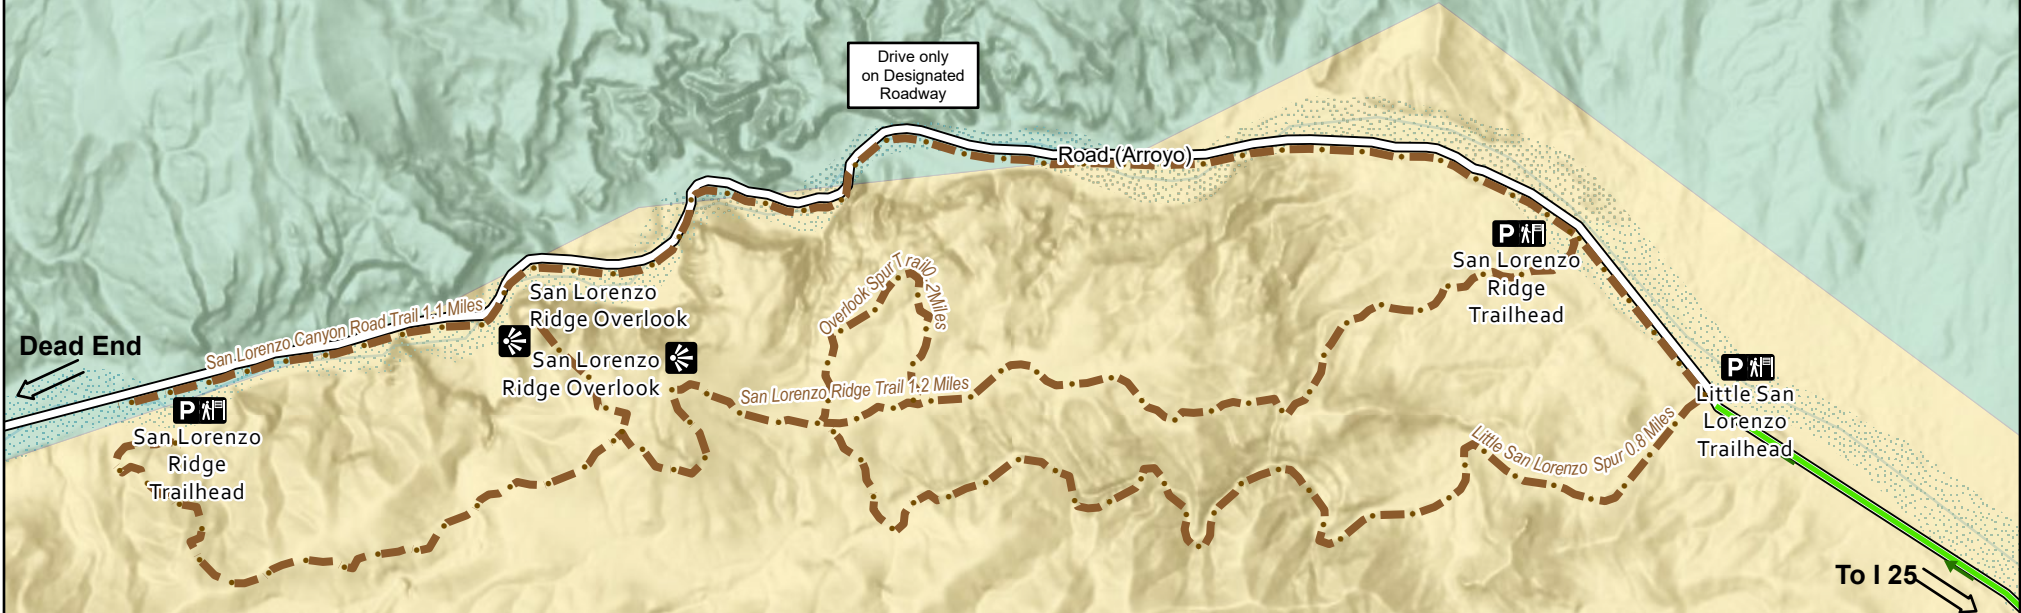 Drive only
on Designated
Roadway
Road (Arroyo)
P
San Lorenzo
Ridge
Trailhead
Overlook Spur Trail 0.2 Miles
San Lorenzo
Ridge Overlook
San Lorenzo Canyon Road Trail 1.1 Miles
Dead End
San Lorenzo
Ridge Overlook
San Lorenzo Ridge Trail 1.2 Miles
P
Little San
Lorenzo
Trailhead
P
San Lorenzo
Ridge
Trailhead
Little San Lorenzo Spur 0.8 Miles
To I 25